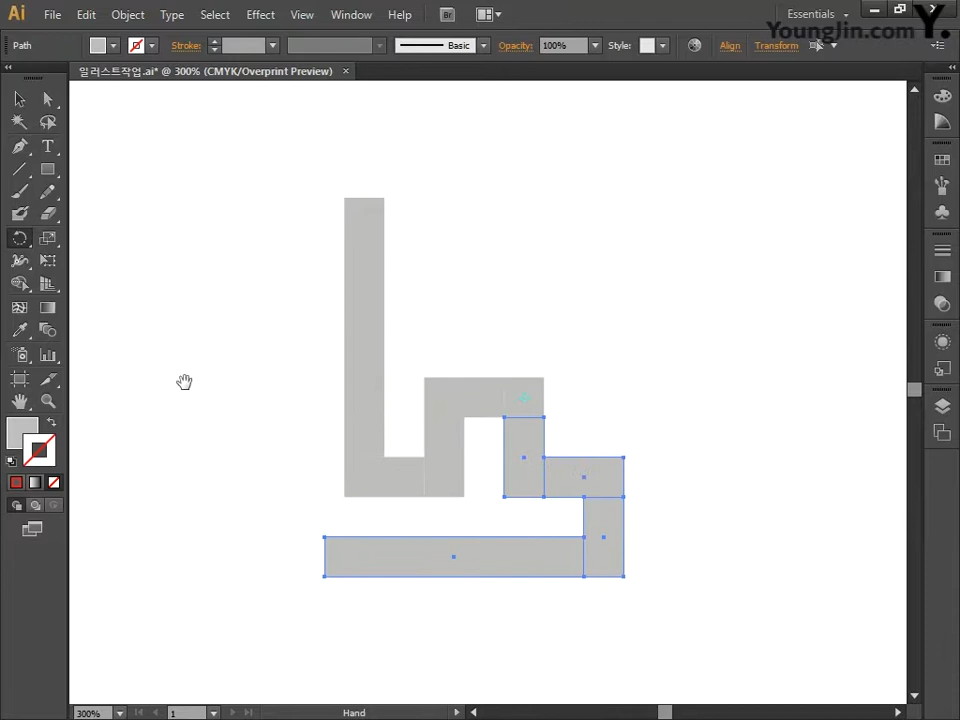 Ai File Edit Object Type Select Effect View Window Help Br Essentials
YoungJin.com Y.
Path Stroke: Basic Opacity: 100% Style: Align Transform
일러스트작업.ai* @ 300% (CMYK/Overprint Preview) ×
T
300% 1 Hand